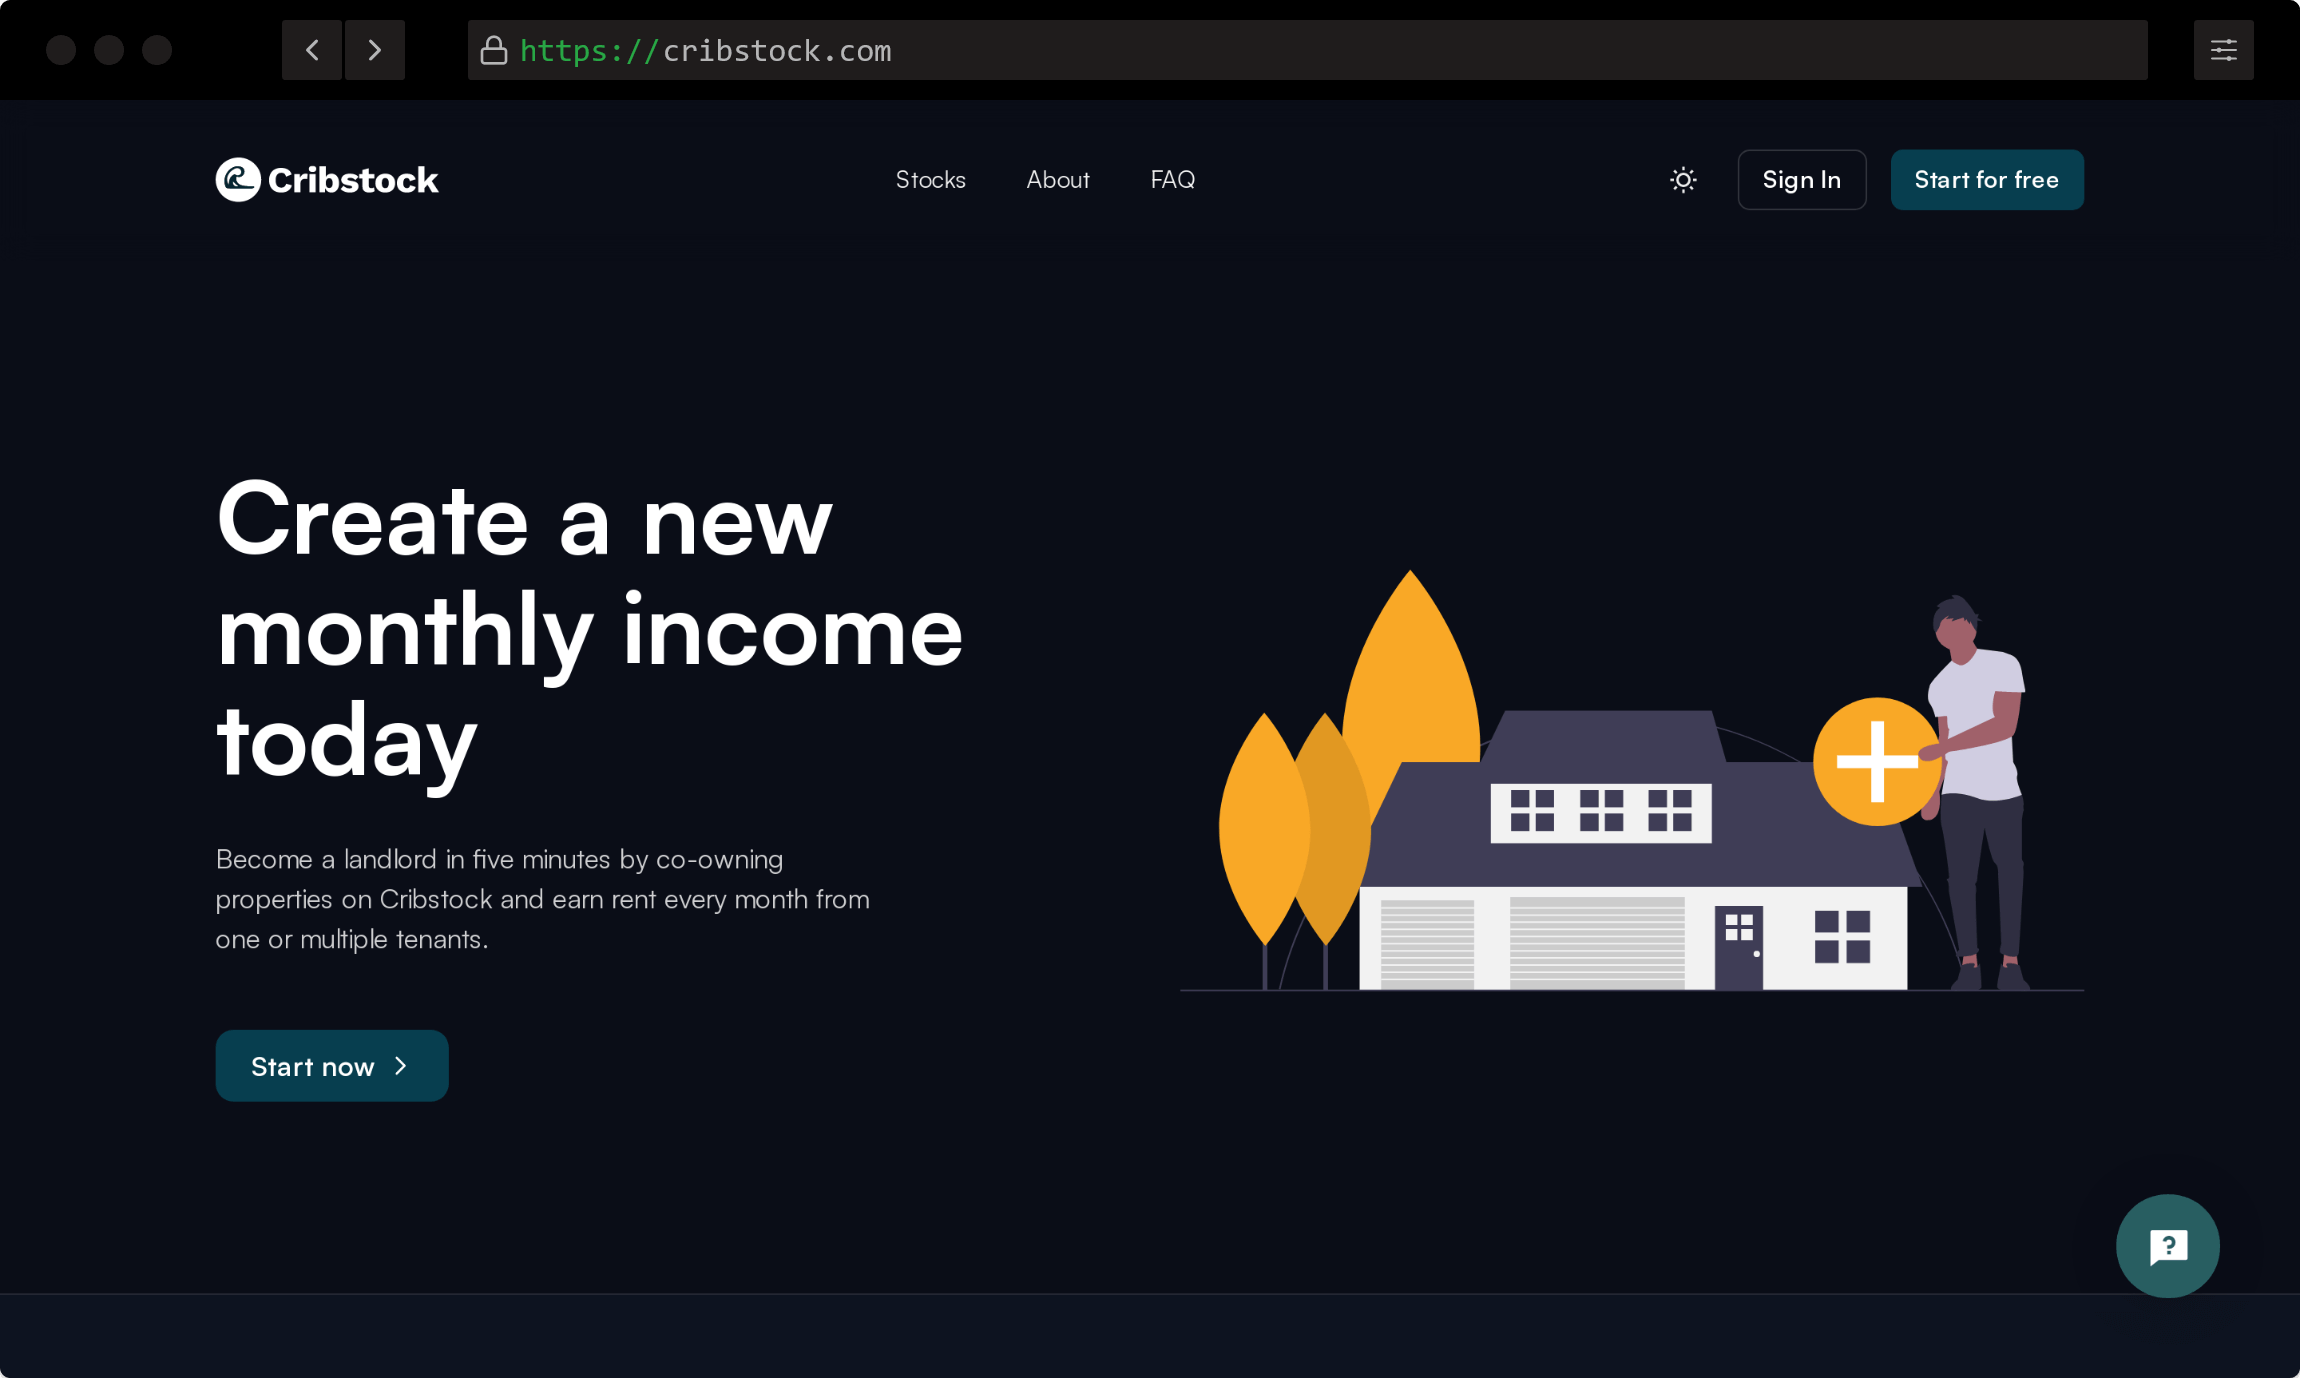 https://cribstock.com
Cribstock
Stocks
About
FAQ
Sign In
Start for free
Create a new
monthly income
today
Become a landlord in five minutes by co-owning
properties on Cribstock and earn rent every month from
one or multiple tenants.
Start now
?